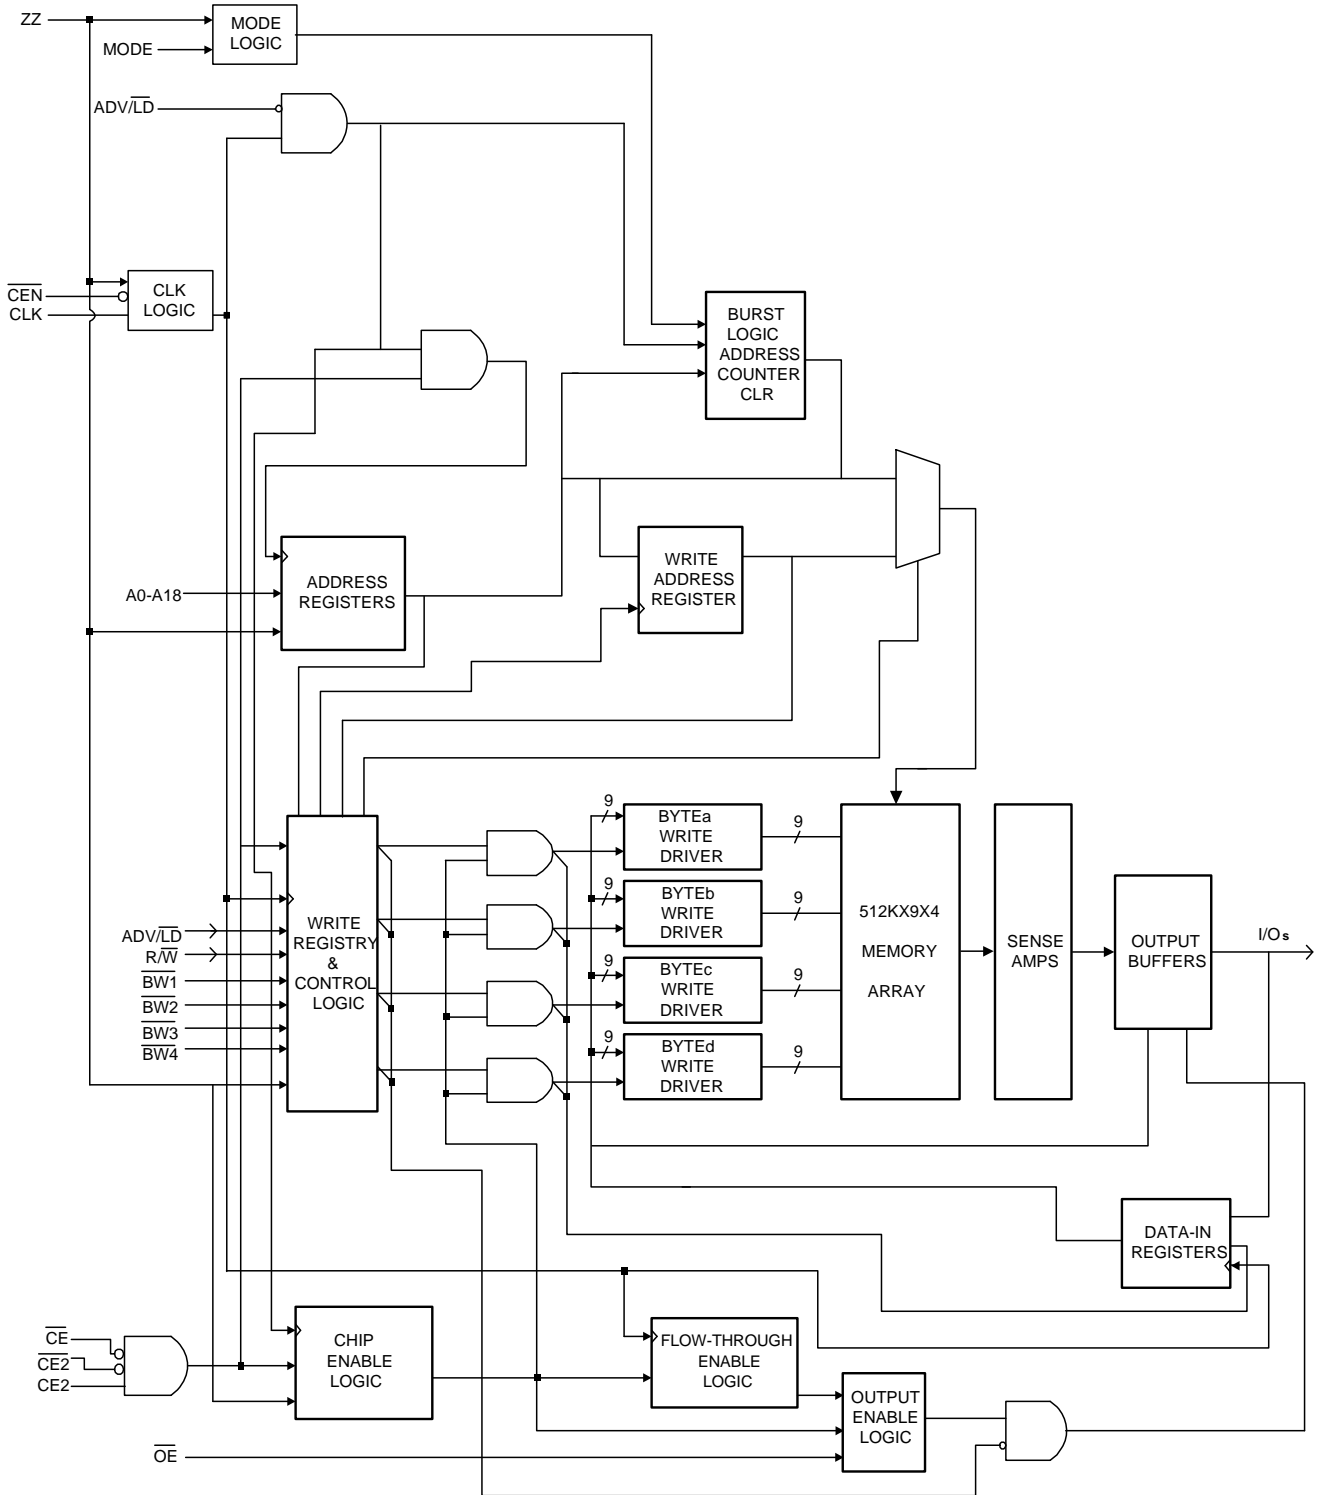 ZZ
MODE
LOGIC
MODE
ADV/LD
CEN
CLK
CLK
LOGIC
BURST
LOGIC
ADDRESS
COUNTER
CLR
ADDRESS
REGISTERS
A0-A18
WRITE
ADDRESS
REGISTER
9
BYTEa
WRITE
DRIVER
9
9
BYTEb
WRITE
DRIVER
9
9
BYTEc
WRITE
DRIVER
9
9
BYTEd
WRITE
DRIVER
9
512KX9X4
MEMORY
ARRAY
SENSE
AMPS
OUTPUT
BUFFERS
I/Os
WRITE
REGISTRY
&
CONTROL
LOGIC
ADV/LD
R/W
BW1
BW2
BW3
BW4
DATA-IN
REGISTERS
CE
CE2
CE2
CHIP
ENABLE
LOGIC
FLOW-THROUGH
ENABLE
LOGIC
OUTPUT
ENABLE
LOGIC
OE